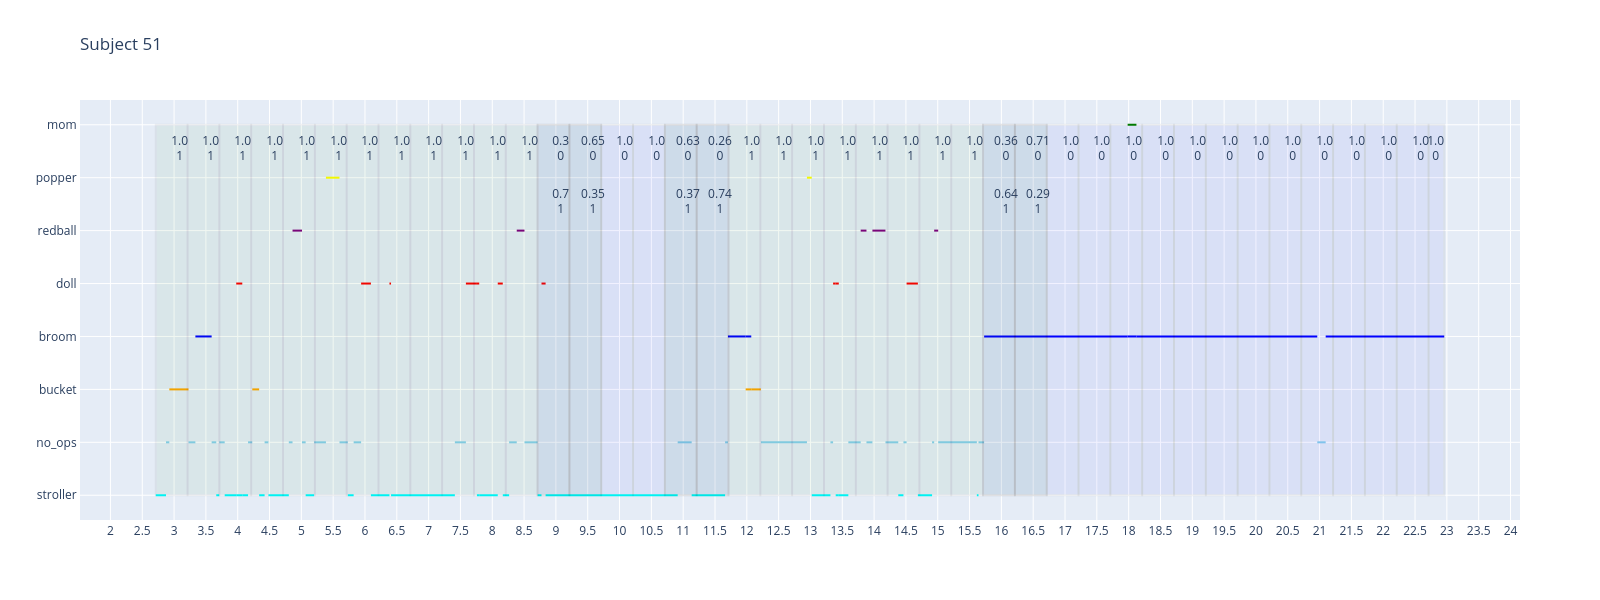 Subject 51
mom
1.0 1.0 1.0 1.0 1.0 1.0 1.0 1.0 1.0 1.0 1.0 1.0 0.3 0.65 1.0 1.0 0.63 0.26 1.0 1.0 1.0 1.0 1.0 1.0 1.0 1.0 0.36 0.71 1.0 1.0 1.0 1.0 1.0 1.0 1.0 1.0 1.0 1.0 1.0 1.0 1.0
1 1 1 1 1 1 1 1 1 1 1 1 0 0 0 0 0 0 1 1 1 1 1 1 1 1 0 0 0 0 0 0 0 0 0 0 0 0 0 0 0
popper
0.7 0.35 0.37 0.74 0.64 0.29
1 1 1 1 1 1
redball
doll
broom
bucket
no_ops
stroller
2 2.5 3 3.5 4 4.5 5 5.5 6 6.5 7 7.5 8 8.5 9 9.5 10 10.5 11 11.5 12 12.5 13 13.5 14 14.5 15 15.5 16 16.5 17 17.5 18 18.5 19 19.5 20 20.5 21 21.5 22 22.5 23 23.5 24